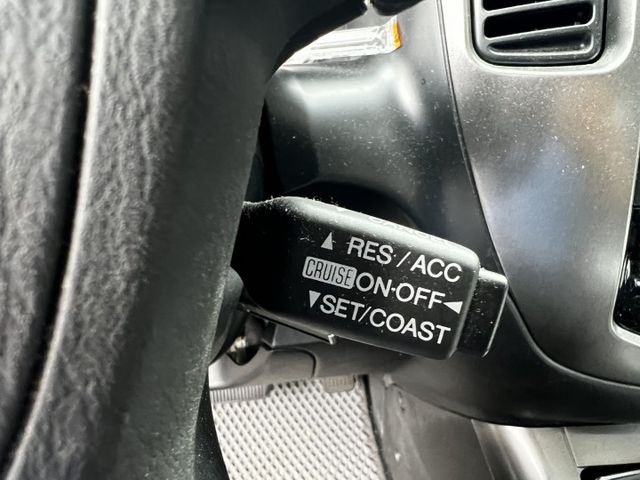 ▲ RES / ACC
CRUISE ON-OFF ◄
▼ SET/COAST